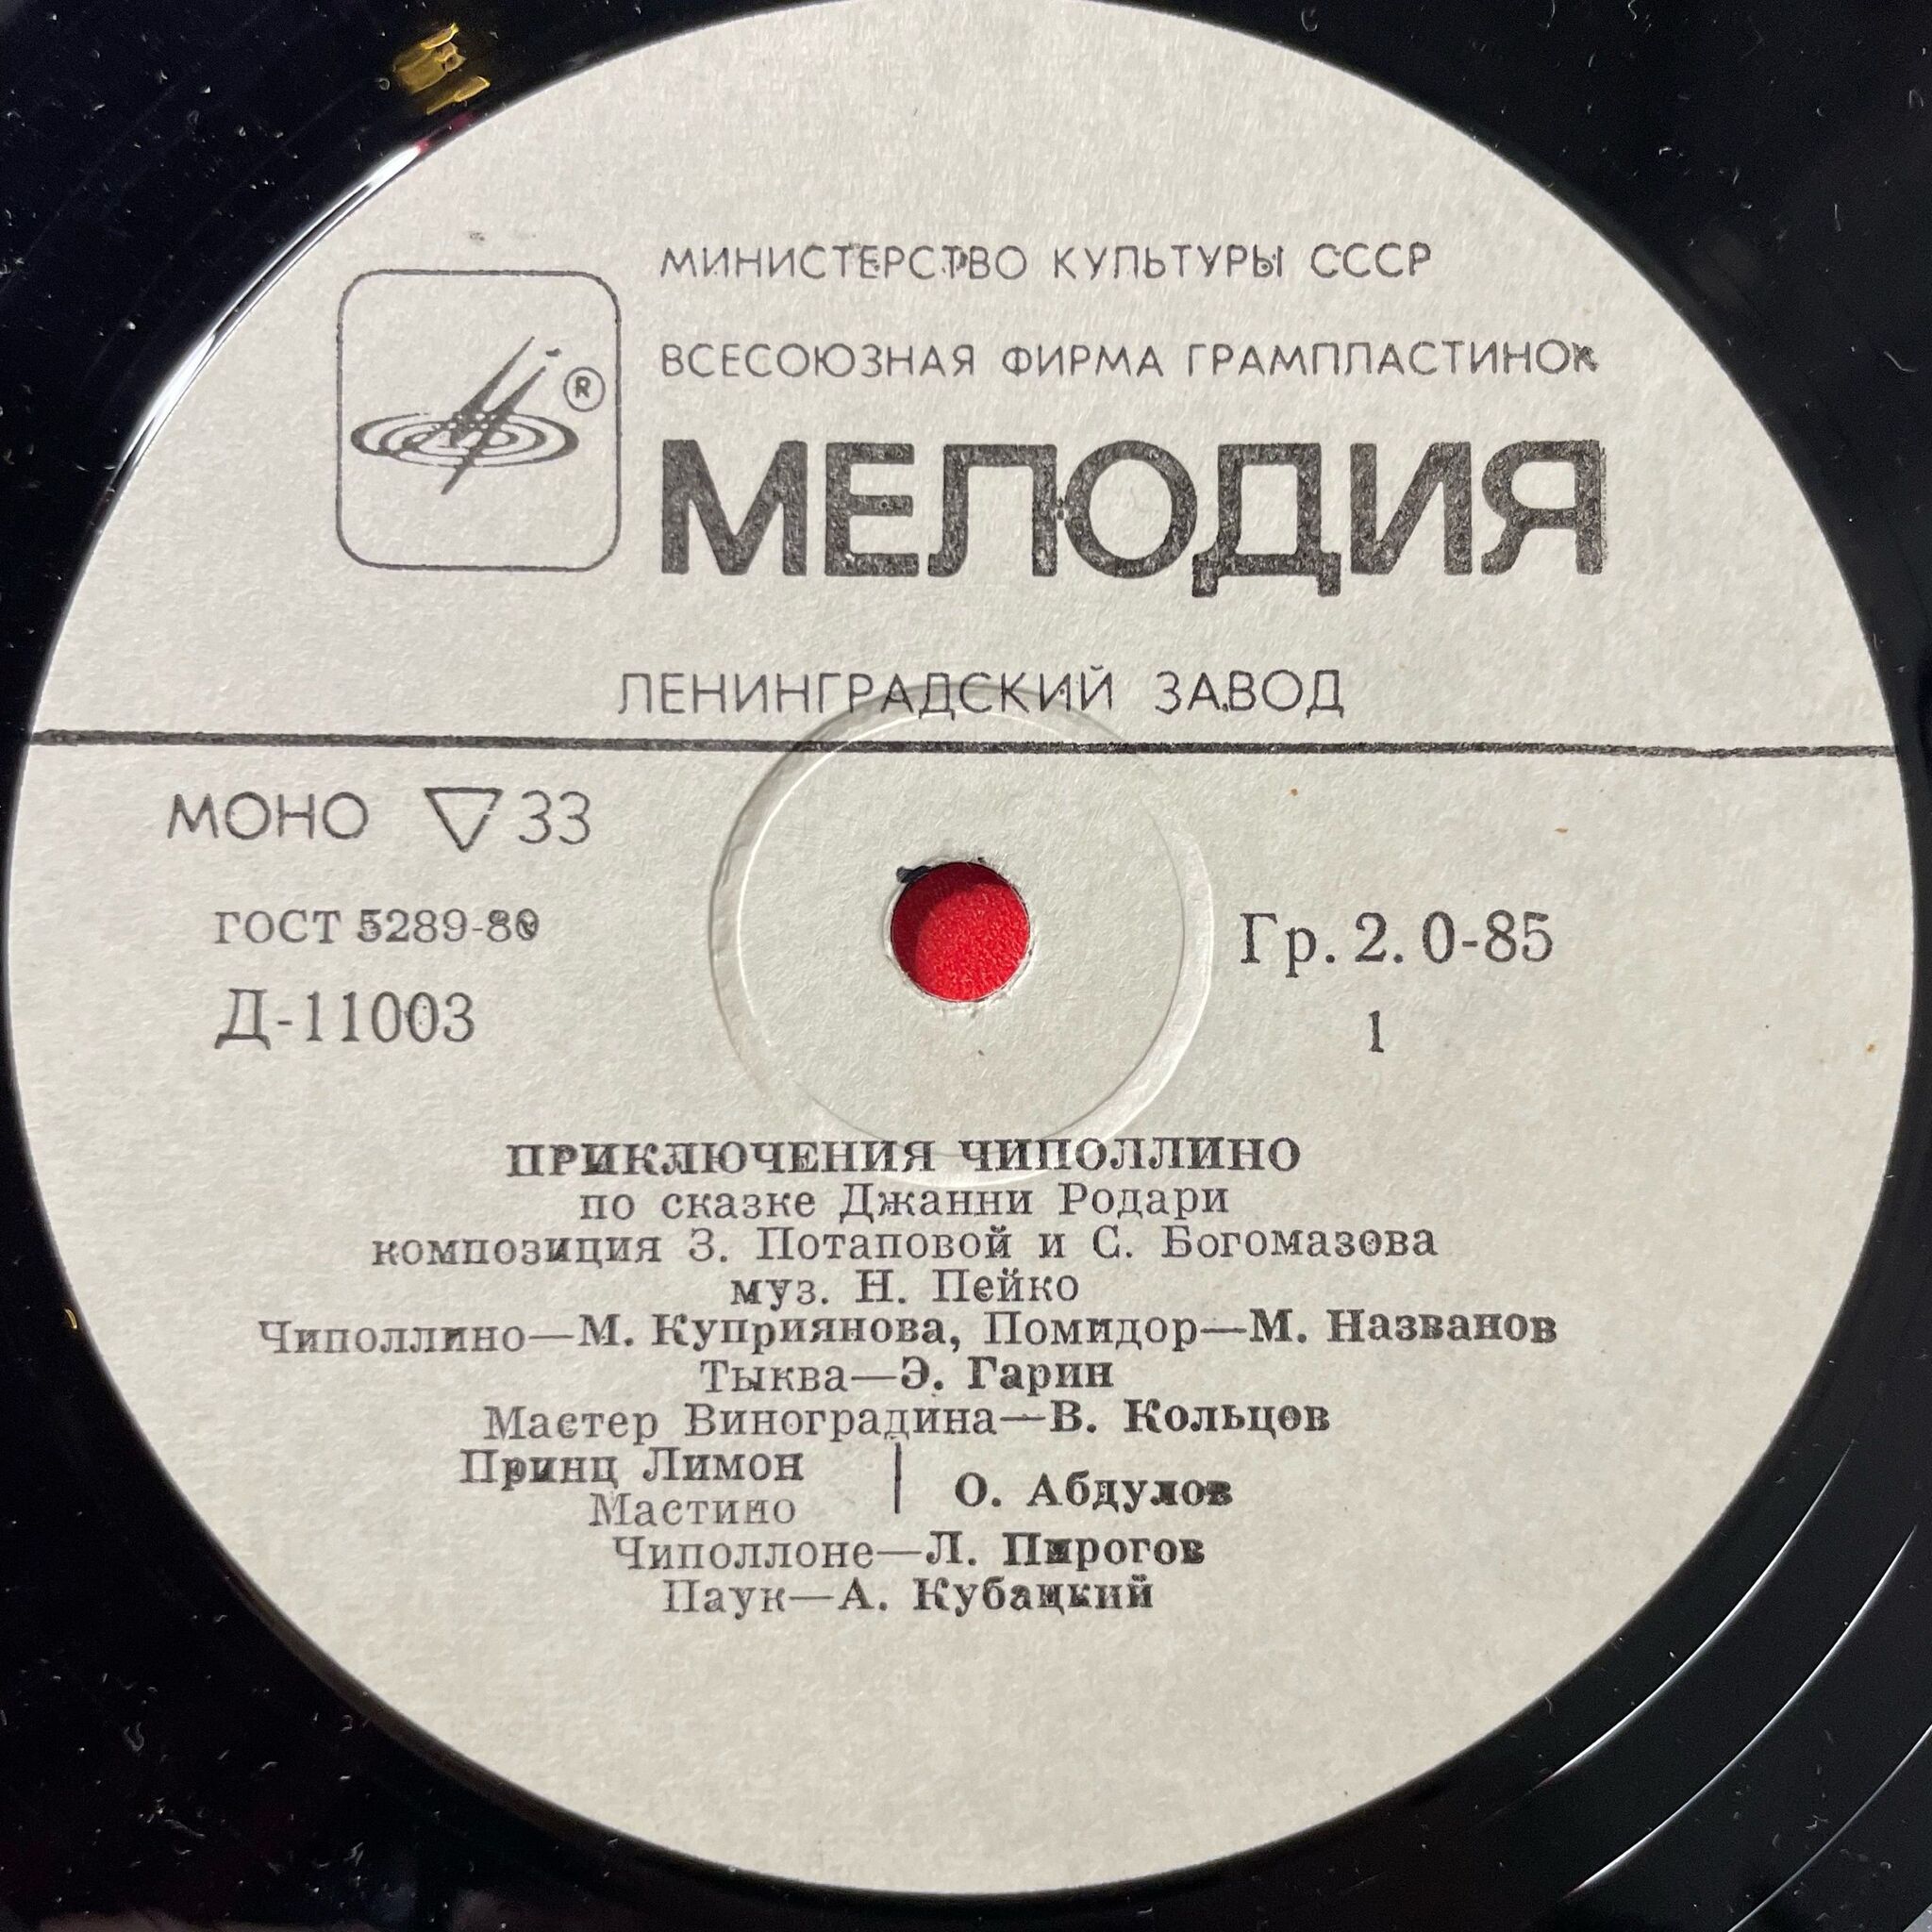 МИНИСТЕРСТВО КУЛЬТУРЫ СССР
ВСЕСОЮЗНАЯ ФИРМА ГРАМПЛАСТИНОК
®
МЕЛОДИЯ
ЛЕНИНГРАДСКИЙ ЗАВОД
МОНО ▽ 33
ГОСТ 5289-80
Гр. 2. 0-85
Д-11003
1
ПРИКЛЮЧЕНИЯ ЧИПОЛЛИНО
по сказке Джанни Родари
композиция З. Потаповой и С. Богомазова
муз. Н. Пейко
Чиполлино—М. Куприянова, Помидор—М. Названов
Тыква—Э. Гарин
Мастер Виноградина—В. Кольцов
Принц Лимон
Мастино
О. Абдулов
Чиполлоне—Л. Пирогов
Паук—А. Кубацкий